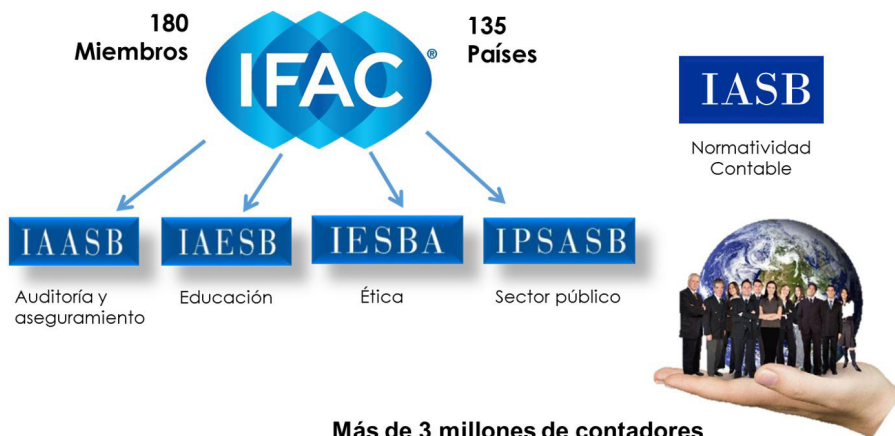 180
Miembros
IFAC®
135
Países
IASB
Normatividad
Contable
IAASB
IAESB
IESBA
IPSASB
Auditoría y
aseguramiento
Educación
Ética
Sector público
Más de 3 millones de contadores